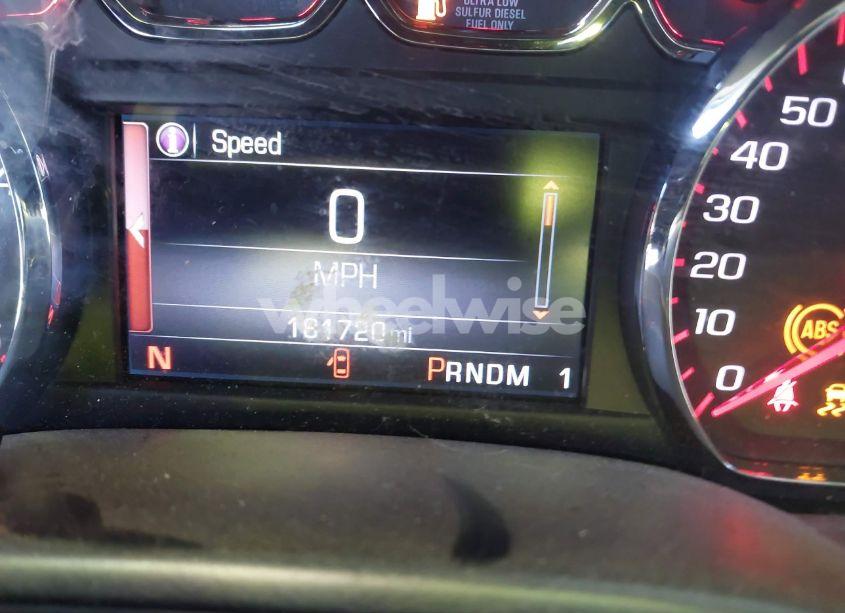 ULTRA LOW
SULFUR DIESEL
FUEL ONLY
Speed
0
MPH
wheelwise
161720 mi
N
PRNDM 1
50
40
30
20
10
0
ABS